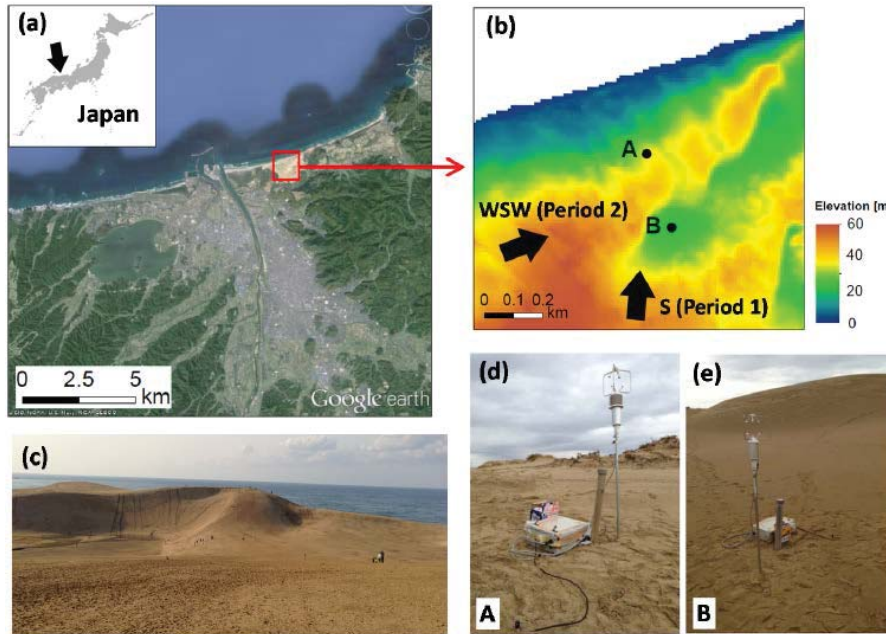 (a)
Japan
0 2.5 5
km
Google earth
(b)
A
B
WSW (Period 2)
S (Period 1)
0 0.1 0.2
km
Elevation [m
60
40
20
0
(c)
(d)
A
(e)
B